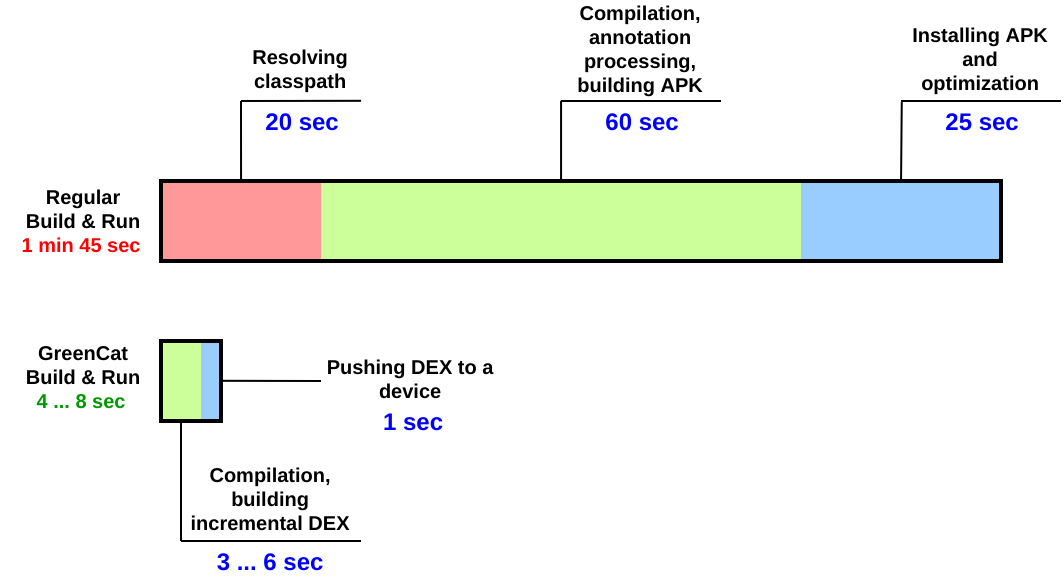 Resolving
classpath
20 sec
Compilation,
annotation
processing,
building APK
60 sec
Installing APK
and
optimization
25 sec
Regular
Build & Run
1 min 45 sec
GreenCat
Build & Run
4 ... 8 sec
Pushing DEX to a
device
1 sec
Compilation,
building
incremental DEX
3 ... 6 sec